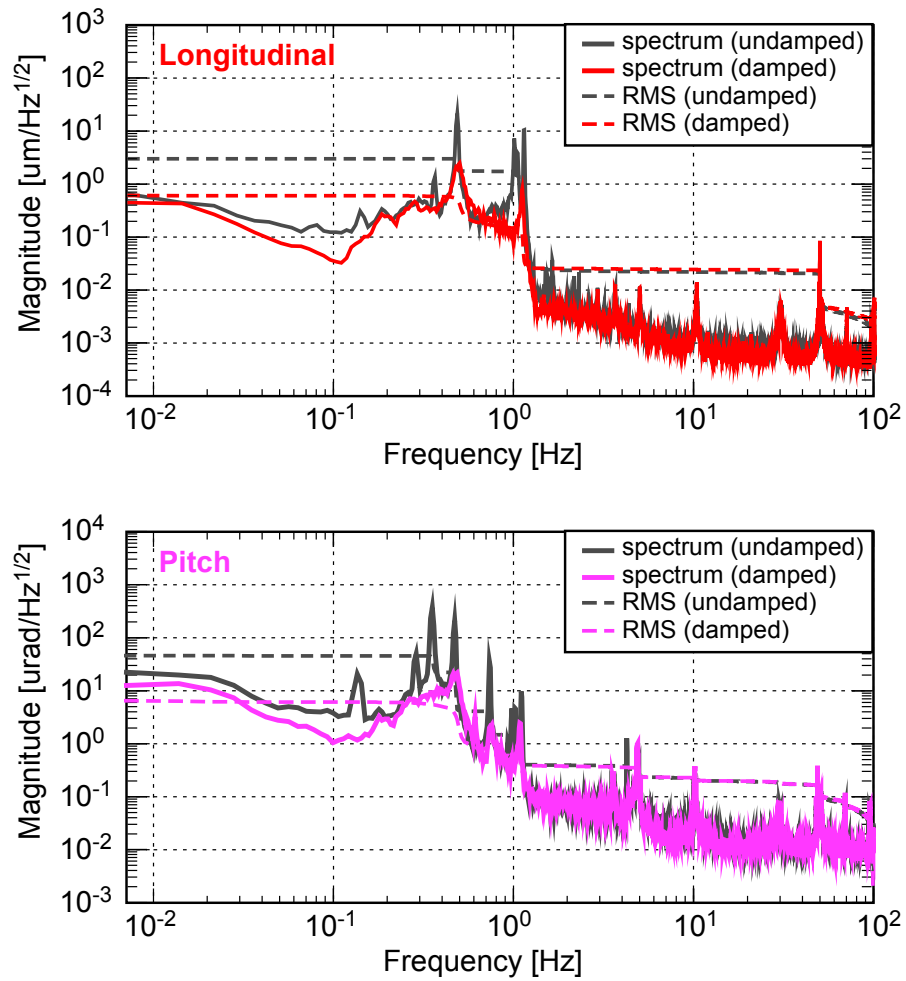 Longitudinal
spectrum (undamped)
spectrum (damped)
RMS (undamped)
RMS (damped)
Magnitude [um/Hz^1/2]
10^3
10^2
10^1
10^0
10^-1
10^-2
10^-3
10^-4
10^-2 10^-1 10^0 10^1 10^2
Frequency [Hz]
Pitch
spectrum (undamped)
spectrum (damped)
RMS (undamped)
RMS (damped)
Magnitude [urad/Hz^1/2]
10^4
10^3
10^2
10^1
10^0
10^-1
10^-2
10^-3
10^-2 10^-1 10^0 10^1 10^2
Frequency [Hz]